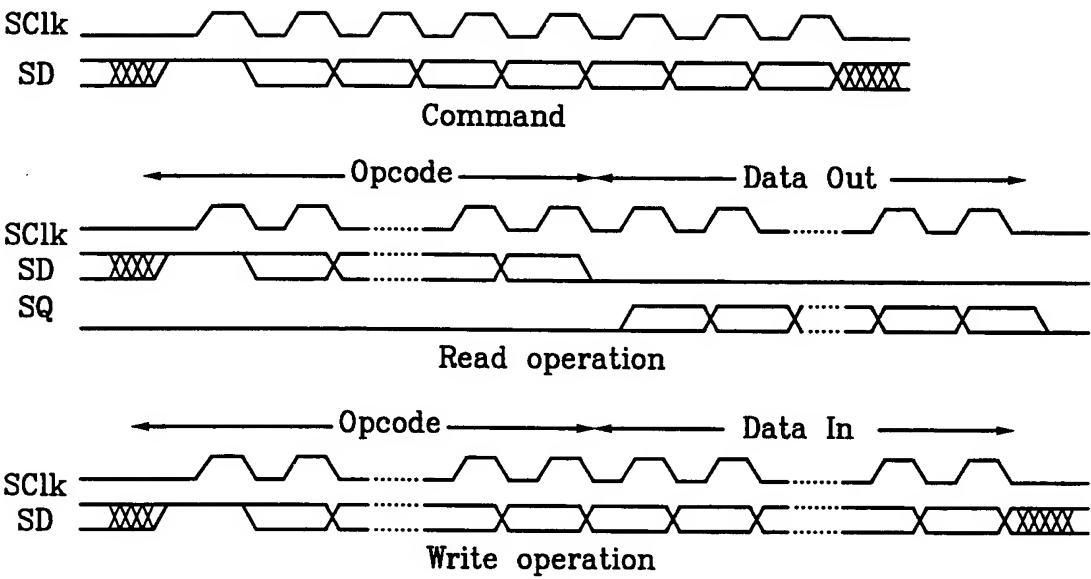 SClk
SD
Command
Opcode Data Out
SClk
SD
SQ
Read operation
Opcode Data In
SClk
SD
Write operation